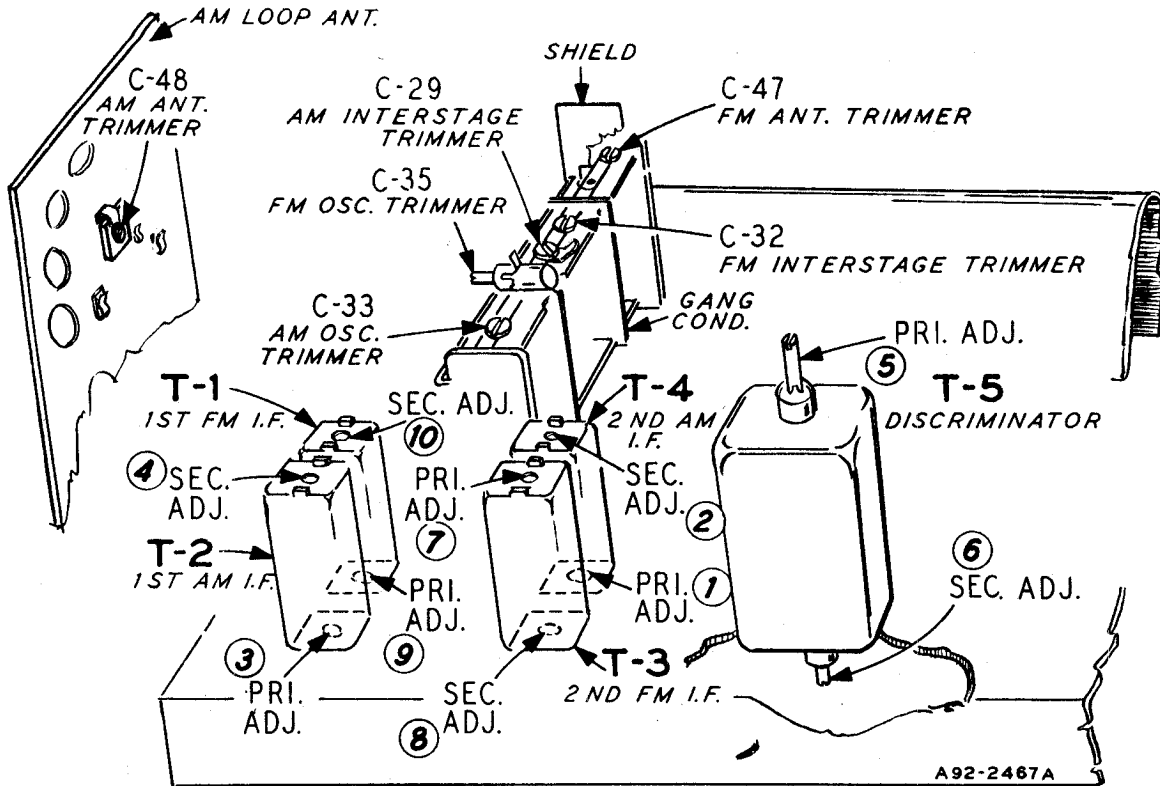 AM LOOP ANT.
C-48
AM ANT.
TRIMMER
SHIELD
C-29
AM INTERSTAGE
TRIMMER
C-47
FM ANT. TRIMMER
C-35
FM OSC. TRIMMER
C-32
FM INTERSTAGE TRIMMER
C-33
AM OSC.
TRIMMER
GANG
COND.
PRI. ADJ.
5
T-5
DISCRIMINATOR
T-1
1ST FM I.F.
SEC. ADJ.
10
T-4
2ND AM
I.F.
4
SEC.
ADJ.
PRI.
ADJ.
7
SEC.
ADJ.
2
T-2
1ST AM I.F.
PRI.
ADJ.
9
PRI.
ADJ.
1
6
SEC. ADJ.
3
PRI.
ADJ.
SEC.
ADJ.
8
T-3
2ND FM I.F.
A92-2467A